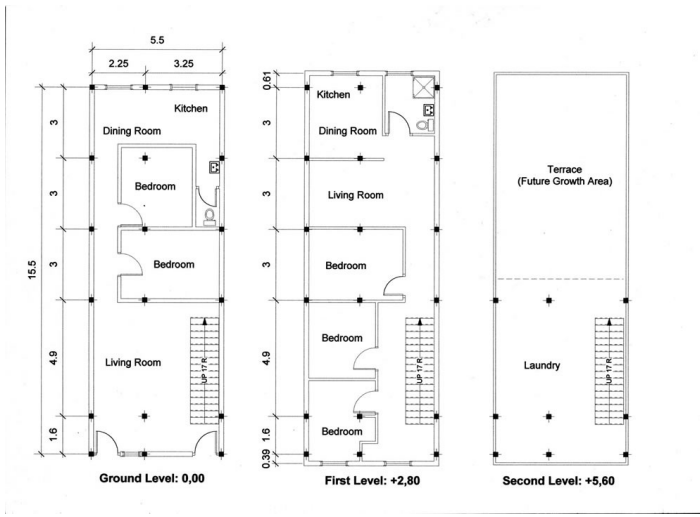 5.5
2.25
3.25
3
3
3
4.9
1.6
15.5
Kitchen
Dining Room
Bedroom
Bedroom
Living Room
UP 17 R.
Ground Level: 0,00
0.61
3
3
3
4.9
1.6
0.39
Kitchen
Dining Room
Living Room
Bedroom
Bedroom
Bedroom
UP 17 R.
First Level: +2,80
Terrace
(Future Growth Area)
Laundry
UP 17 R.
Second Level: +5,60